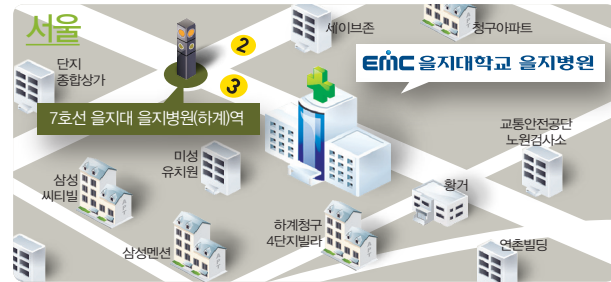 서울
단지
종합상가
2
세이브존
청구아파트
3
EMC 을지대학교 을지병원
7호선 을지대 을지병원(하계)역
교통안전공단
노원검사소
미성
유치원
삼성
씨티빌
황거
하계청구
4단지빌라
삼성멘션
연촌빌딩